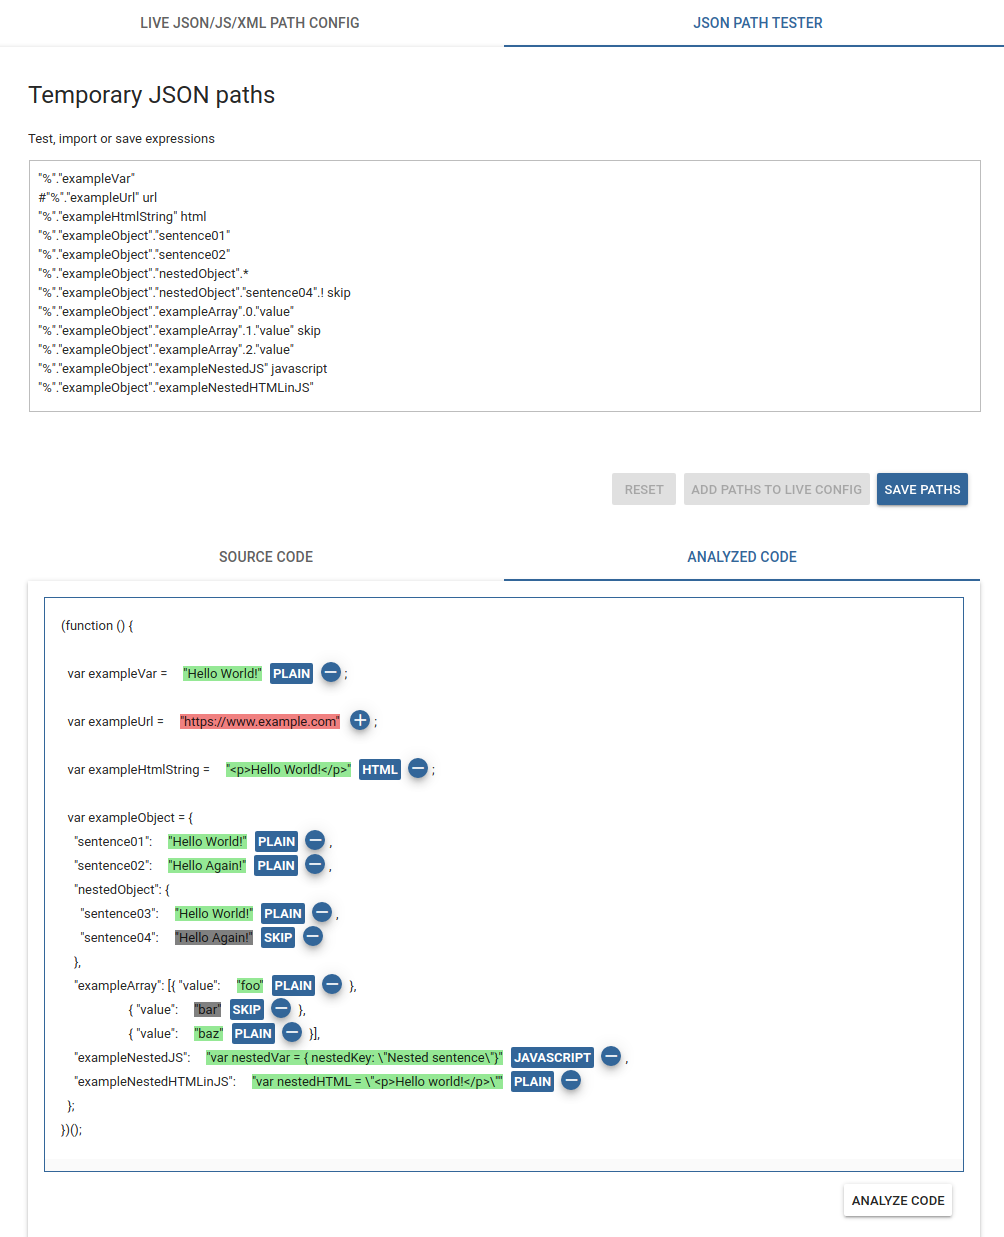 LIVE JSON/JS/XML PATH CONFIG
JSON PATH TESTER
Temporary JSON paths
Test, import or save expressions
"%"."exampleVar"
#"%"."exampleUrl" url
"%"."exampleHtmlString" html
"%"."exampleObject"."sentence01"
"%"."exampleObject"."sentence02"
"%"."exampleObject"."nestedObject".*
"%"."exampleObject"."nestedObject"."sentence04".! skip
"%"."exampleObject"."exampleArray".0."value"
"%"."exampleObject"."exampleArray".1."value" skip
"%"."exampleObject"."exampleArray".2."value"
"%"."exampleObject"."exampleNestedJS" javascript
"%"."exampleObject"."exampleNestedHTMLinJS"
RESET
ADD PATHS TO LIVE CONFIG
SAVE PATHS
SOURCE CODE
ANALYZED CODE
(function () {
var exampleVar = "Hello World!" PLAIN ;
var exampleUrl = "https://www.example.com" ;
var exampleHtmlString = "<p>Hello World!</p>" HTML ;
var exampleObject = {
"sentence01": "Hello World!" PLAIN ,
"sentence02": "Hello Again!" PLAIN ,
"nestedObject": {
"sentence03": "Hello World!" PLAIN ,
"sentence04": "Hello Again!" SKIP
},
"exampleArray": [{ "value": "foo" PLAIN },
{ "value": "bar" SKIP },
{ "value": "baz" PLAIN }],
"exampleNestedJS": "var nestedVar = { nestedKey: \"Nested sentence\"}" JAVASCRIPT ,
"exampleNestedHTMLinJS": "var nestedHTML = \"<p>Hello world!</p>\"" PLAIN
};
})();
ANALYZE CODE